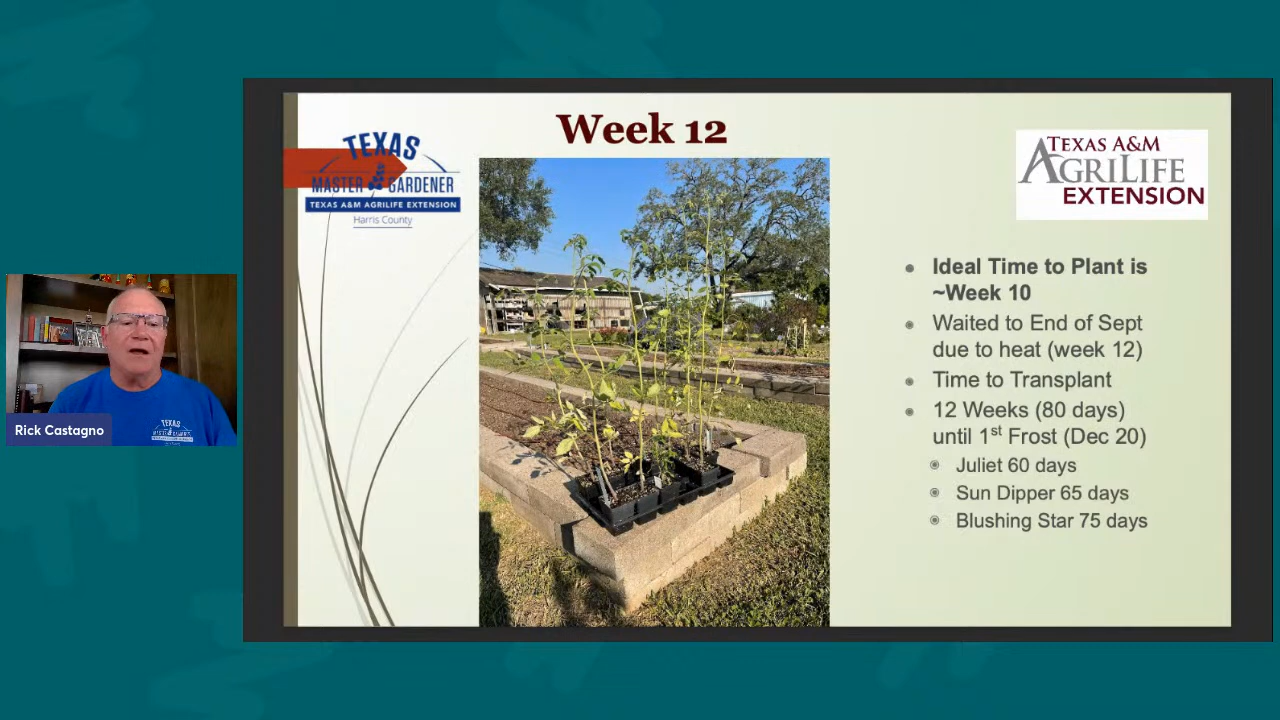 Week 12
TEXAS
MASTER GARDENER
TEXAS A&M AGRILIFE EXTENSION
Harris County
TEXAS A&M
AGRILIFE
EXTENSION
Ideal Time to Plant is
~Week 10
Waited to End of Sept
due to heat (week 12)
Time to Transplant
12 Weeks (80 days)
until 1st Frost (Dec 20)
Juliet 60 days
Sun Dipper 65 days
Blushing Star 75 days
Rick Castagno
TEXAS